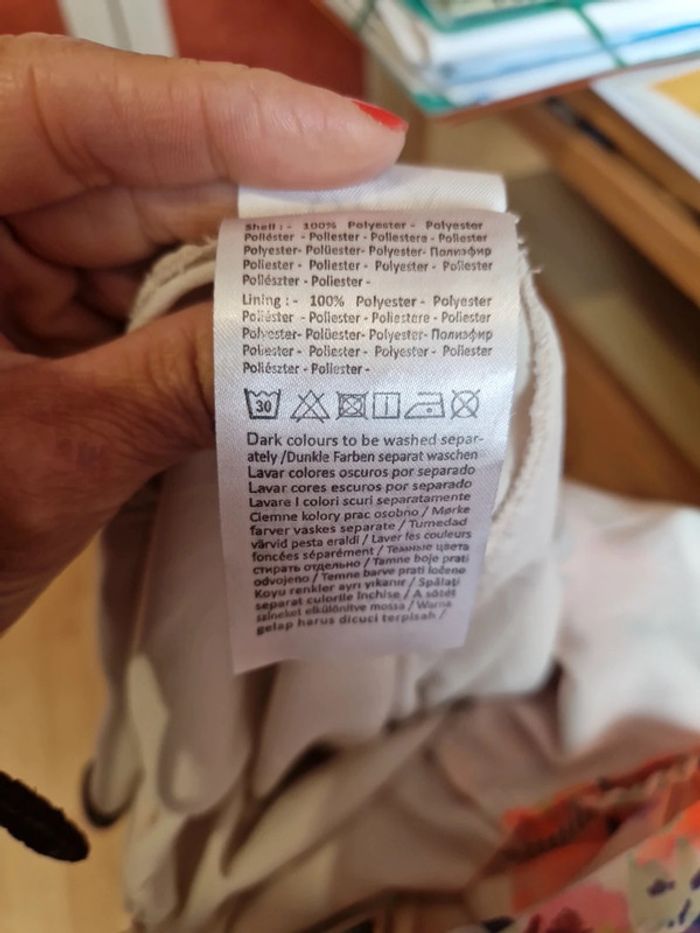 Shell : - 100% Polyester - Polyester
Poliéster - Poliester - Poliestere - Poliester
Polyester- Polüester- Polyester- Полиэфир
Poliester - Poliester - Polyester - Poliester
Poliészter - Poliester -
Lining : - 100% Polyester - Polyester
Poliéster - Poliester - Poliestere - Poliester
Polyester- Polüester- Polyester- Полиэфир
Poliester - Poliester - Polyester - Poliester
Poliészter - Poliester -
30
Dark colours to be washed separ-
ately /Dunkle Farben separat waschen
Lavar colores oscuros por separado
Lavar cores escuros por separado
Lavare I colori scuri separatamente
Ciemne kolory prac osobno / Mørke
farver vaskes separate / Tumedad
värvid pesta eraldi / Laver fes couleurs
foncées séparément / Темные цвета
стирать отдельно / Tamne boje prati
odvojeno / Temne barve prati ločeno
Koyu renkler ayrı yıkanır / Spălați
separat culorile închise / A sötét
színeket elkülönítve mossa / Warna
gelap harus dicuci terpisah /